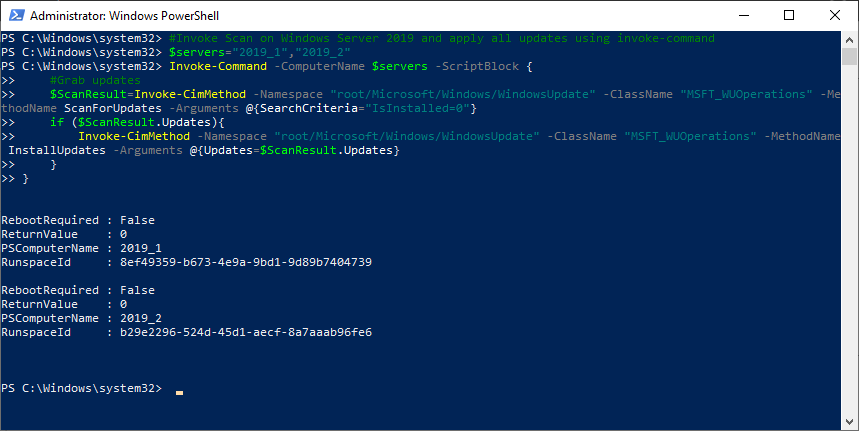 Administrator: Windows PowerShell
PS C:\Windows\system32> #Invoke Scan on Windows Server 2019 and apply all updates using invoke-command
PS C:\Windows\system32> $servers="2019_1","2019_2"
PS C:\Windows\system32> Invoke-Command -ComputerName $servers -ScriptBlock {
>>     #Grab updates
>>     $ScanResult=Invoke-CimMethod -Namespace "root/Microsoft/Windows/WindowsUpdate" -ClassName "MSFT_WUOperations" -Me
thodName ScanForUpdates -Arguments @{SearchCriteria="IsInstalled=0"}
>>     if ($ScanResult.Updates){
>>         Invoke-CimMethod -Namespace "root/Microsoft/Windows/WindowsUpdate" -ClassName "MSFT_WUOperations" -MethodName
 InstallUpdates -Arguments @{Updates=$ScanResult.Updates}
>>     }
>> }
RebootRequired : False
ReturnValue    : 0
PSComputerName : 2019_1
RunspaceId     : 8ef49359-b673-4e9a-9bd1-9d89b7404739
RebootRequired : False
ReturnValue    : 0
PSComputerName : 2019_2
RunspaceId     : b29e2296-524d-45d1-aecf-8a7aaab96fe6
PS C:\Windows\system32>